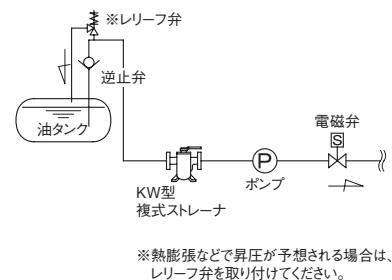 ※レリーフ弁
逆止弁
油タンク
電磁弁
S
P
ポンプ
KW型
複式ストレーナ
※熱膨張などで昇圧が予想される場合は、
レリーフ弁を取り付けてください。